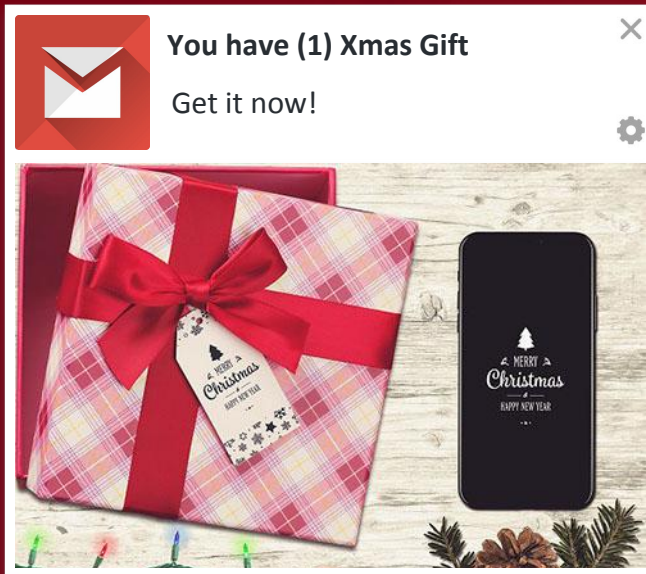 You have (1) Xmas Gift
Get it now!
MERRY
Christmas
&
HAPPY NEW YEAR
MERRY
Christmas
&
HAPPY NEW YEAR